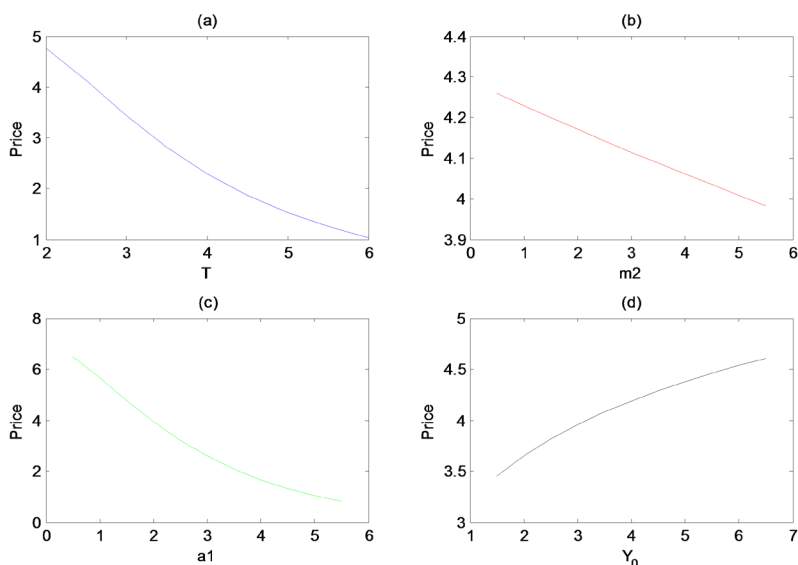 (a)
5
4
3
2
1
Price
2 3 4 5 6
T
(b)
4.4
4.3
4.2
4.1
4
3.9
Price
0 1 2 3 4 5 6
m2
(c)
8
6
4
2
0
Price
0 1 2 3 4 5 6
a1
(d)
5
4.5
4
3.5
3
Price
1 2 3 4 5 6 7
Y₀